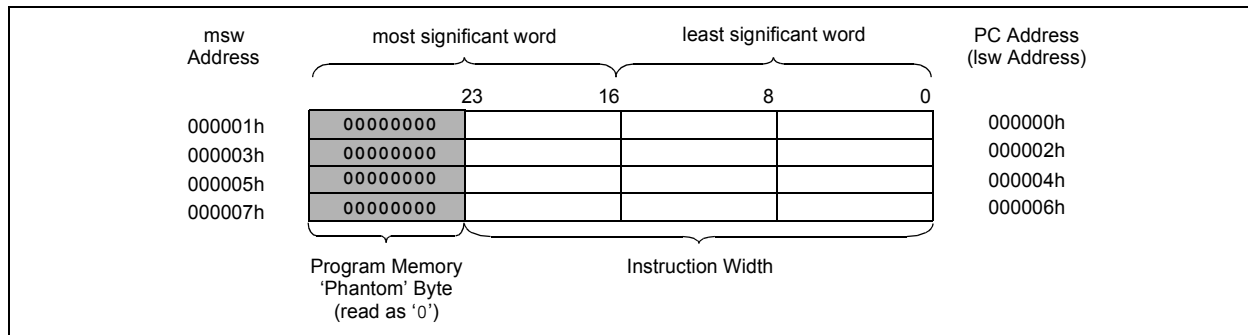 msw
Address
most significant word
least significant word
PC Address
(lsw Address)
23
16
8
0
000001h
00000000
000000h
000003h
00000000
000002h
000005h
00000000
000004h
000007h
00000000
000006h
Program Memory
‘Phantom’ Byte
(read as ‘0’)
Instruction Width